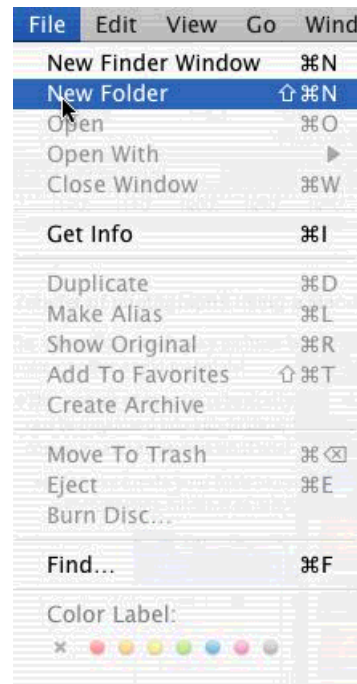 File Edit View Go Wind
New Finder Window ⌘N
New Folder ⇧⌘N
Open ⌘O
Open With ▶
Close Window ⌘W
Get Info ⌘I
Duplicate ⌘D
Make Alias ⌘L
Show Original ⌘R
Add To Favorites ⇧⌘T
Create Archive
Move To Trash ⌘⌫
Eject ⌘E
Burn Disc...
Find... ⌘F
Color Label:
×